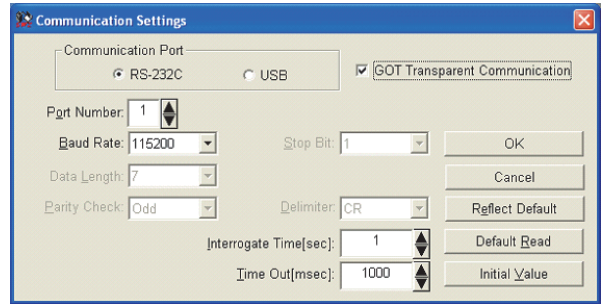 Communication Settings
Communication Port
RS-232C USB
GOT Transparent Communication
Port Number: 1
Baud Rate: 115200 Stop Bit: 1 OK
Data Length: 7 Cancel
Parity Check: Odd Delimiter: CR Reflect Default
Interrogate Time[sec]: 1 Default Read
Time Out[msec]: 1000 Initial Value